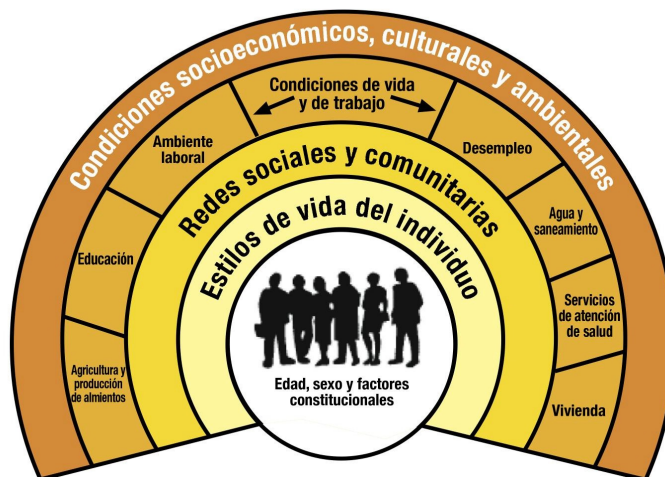 Condiciones socioeconómicos, culturales y ambientales
Condiciones de vida
y de trabajo
Ambiente
laboral
Desempleo
Redes sociales y comunitarias
Educación
Agua y
saneamiento
Estilos de vida del individuo
Servicios
de atención
de salud
Agricultura y
producción
de almientos
Edad, sexo y factores
constitucionales
Vivienda